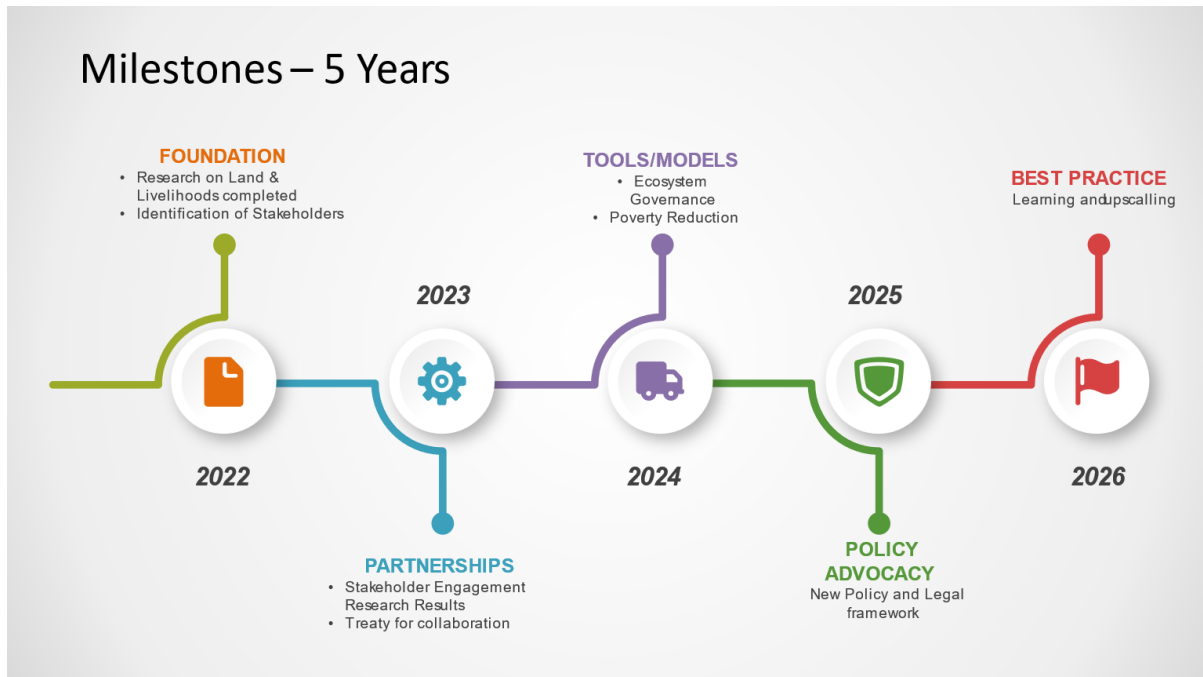 Milestones – 5 Years
FOUNDATION
• Research on Land &
Livelihoods completed
• Identification of Stakeholders
2022
2023
PARTNERSHIPS
• Stakeholder Engagement
Research Results
• Treaty for collaboration
TOOLS/MODELS
• Ecosystem
Governance
• Poverty Reduction
2024
2025
POLICY
ADVOCACY
New Policy and Legal
framework
BEST PRACTICE
Learning and upscalling
2026